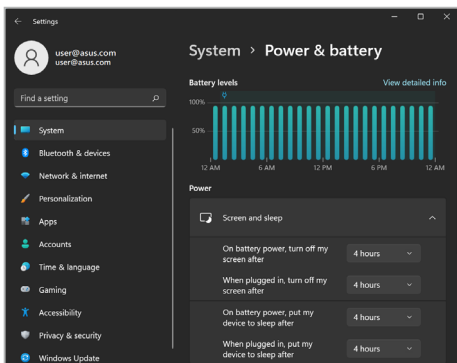 Settings
user@asus.com
user@asus.com
Find a setting
System
Bluetooth & devices
Network & internet
Personalization
Apps
Accounts
Time & language
Gaming
Accessibility
Privacy & security
Windows Update
System > Power & battery
Battery levels
View detailed info
100%
50%
12 AM 6 AM 12 PM 6 PM 12 AM
Power
Screen and sleep
On battery power, turn off my
screen after
4 hours
When plugged in, turn off my
screen after
4 hours
On battery power, put my
device to sleep after
4 hours
When plugged in, put my
device to sleep after
4 hours